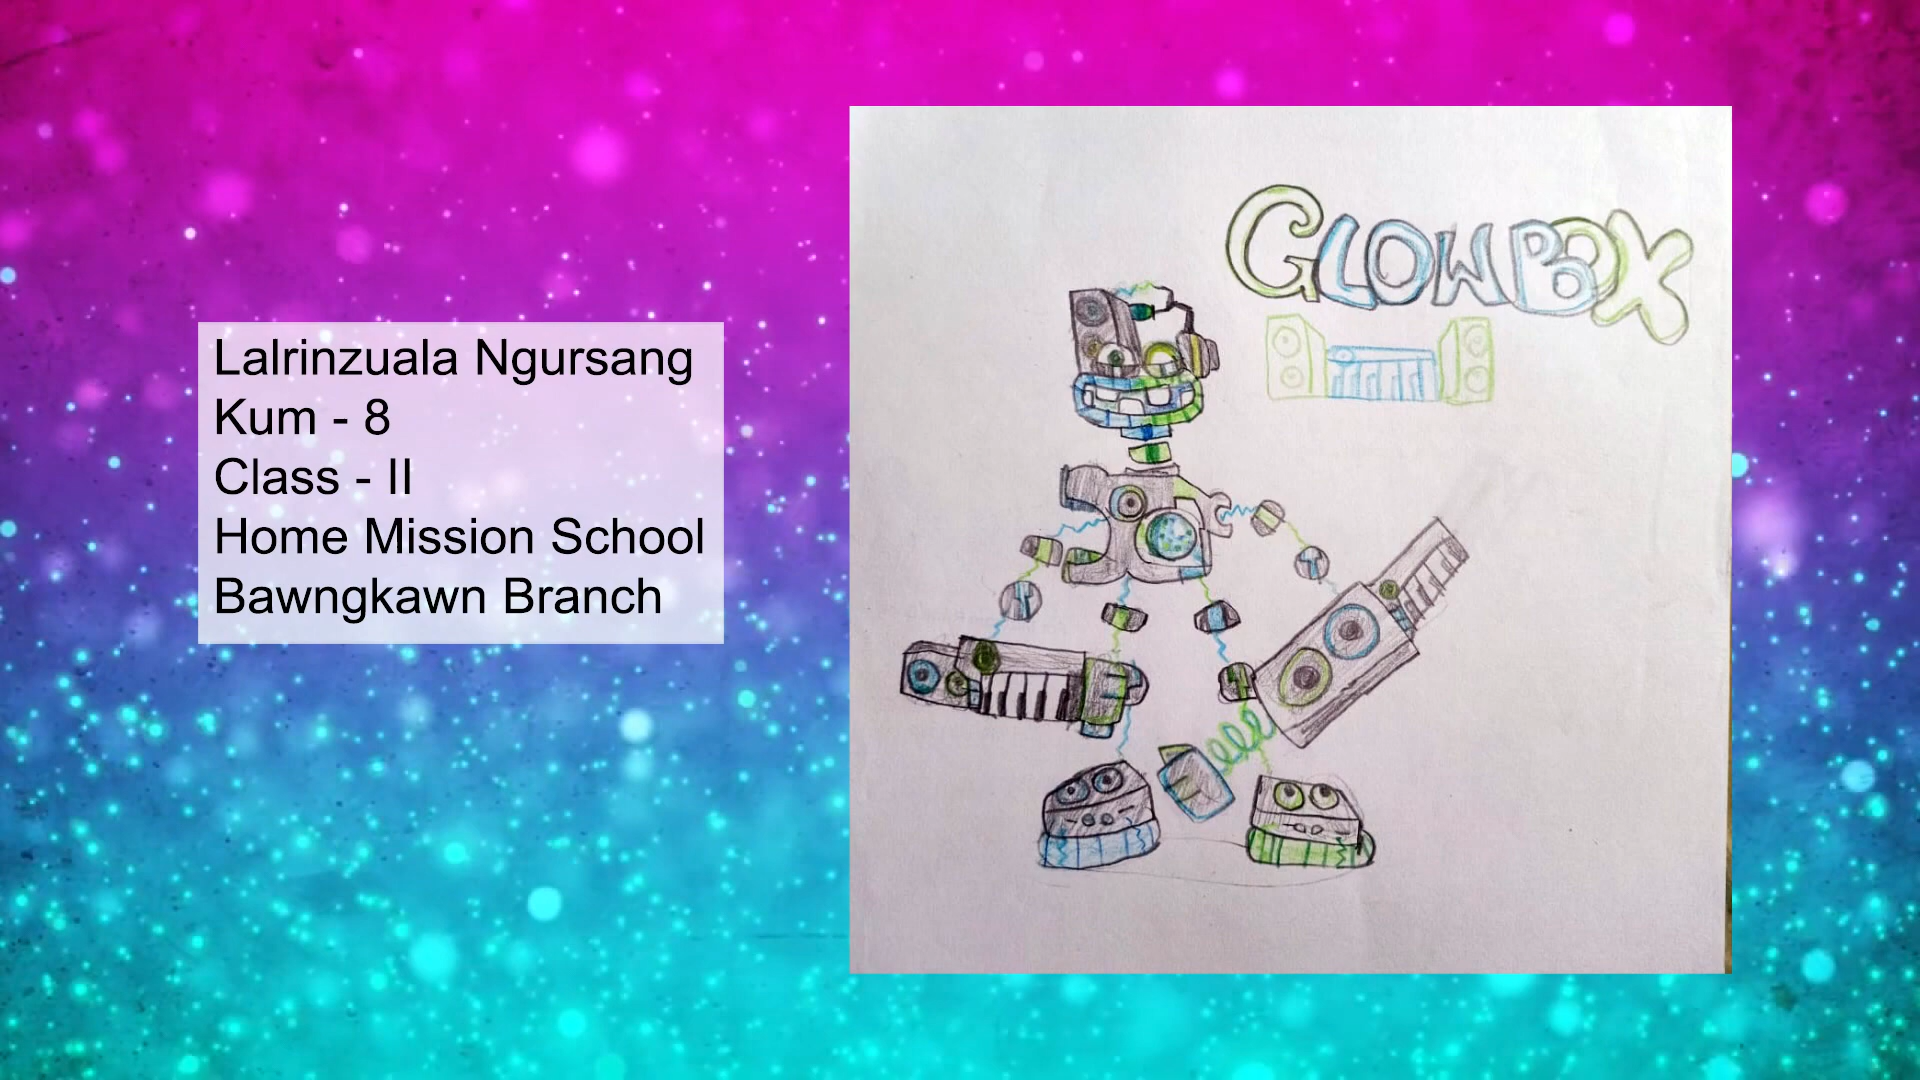 Lalrinzuala Ngursang
Kum - 8
Class - II
Home Mission School
Bawngkawn Branch
GLOWBOX